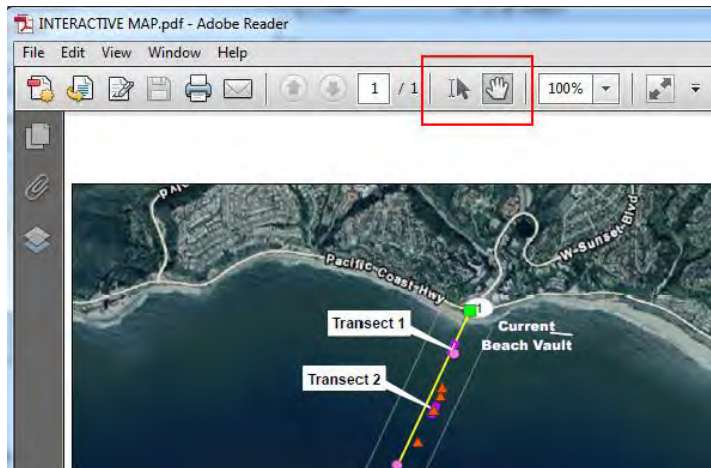 INTERACTIVE MAP.pdf - Adobe Reader
File Edit View Window Help
1 / 1 100%
W-Sunset-Blvd
Pacific-Coast-Hwy
1
Transect 1
Current
Beach Vault
Transect 2